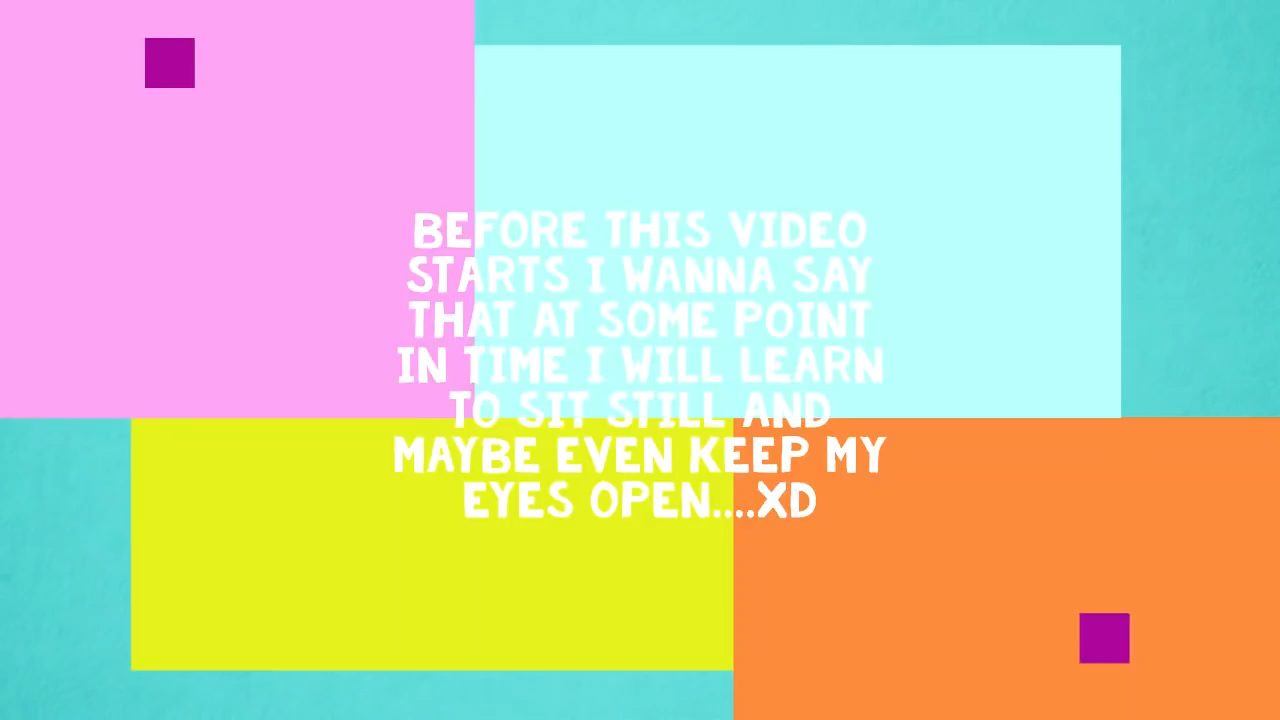 BEFORE THIS VIDEO
STARTS I WANNA SAY
THAT AT SOME POINT
IN TIME I WILL LEARN
TO SIT STILL AND
MAYBE EVEN KEEP MY
EYES OPEN....XD